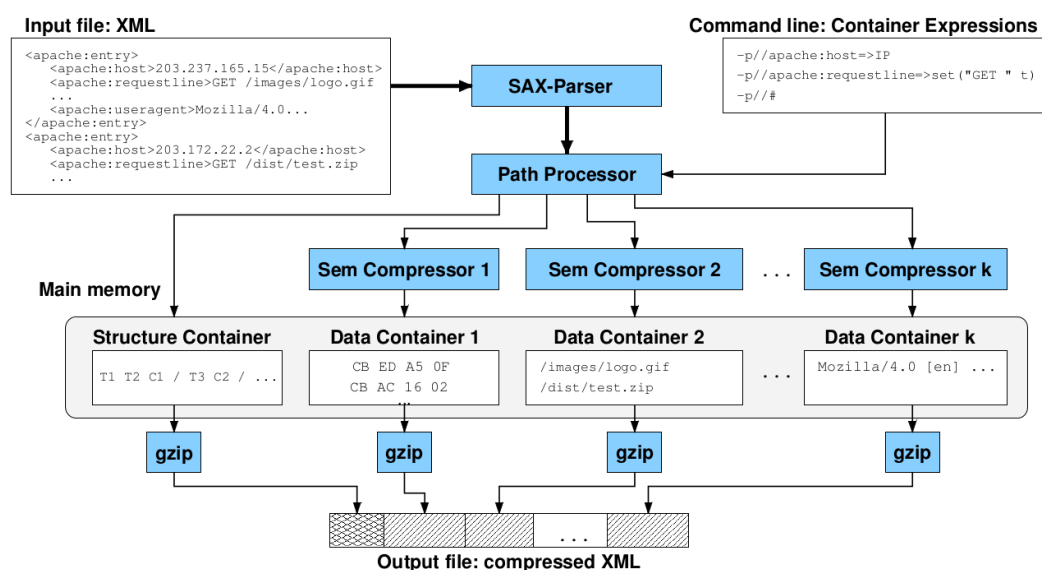 Input file: XML
Command line: Container Expressions
<apache:entry>
<apache:host>203.237.165.15</apache:host>
<apache:requestline>GET /images/logo.gif
...
<apache:useragent>Mozilla/4.0...
</apache:entry>
<apache:entry>
<apache:host>203.172.22.2</apache:host>
<apache:requestline>GET /dist/test.zip
...
-p//apache:host=>IP
-p//apache:requestline=>set("GET " t)
-p//#
SAX-Parser
Path Processor
Sem Compressor 1
Sem Compressor 2
. . .
Sem Compressor k
Main memory
Structure Container
Data Container 1
Data Container 2
Data Container k
T1 T2 C1 / T3 C2 / ...
CB ED A5 0F
CB AC 16 02
...
/images/logo.gif
/dist/test.zip
. . .
Mozilla/4.0 [en] ...
gzip
gzip
gzip
gzip
. . .
Output file: compressed XML